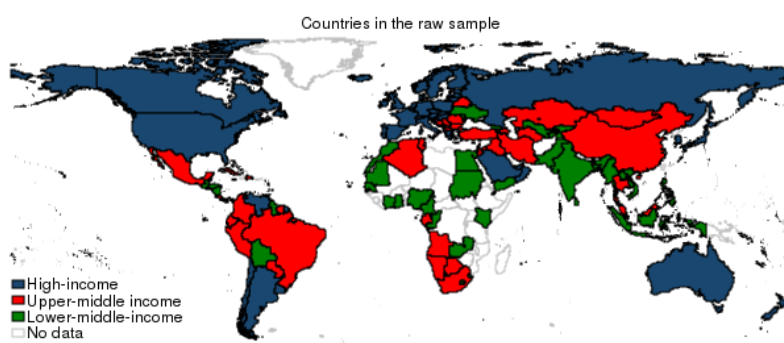 Countries in the raw sample
High-income
Upper-middle income
Lower-middle-income
No data